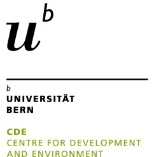 u^b
b
UNIVERSITÄT
BERN
CDE
CENTRE FOR DEVELOPMENT
AND ENVIRONMENT